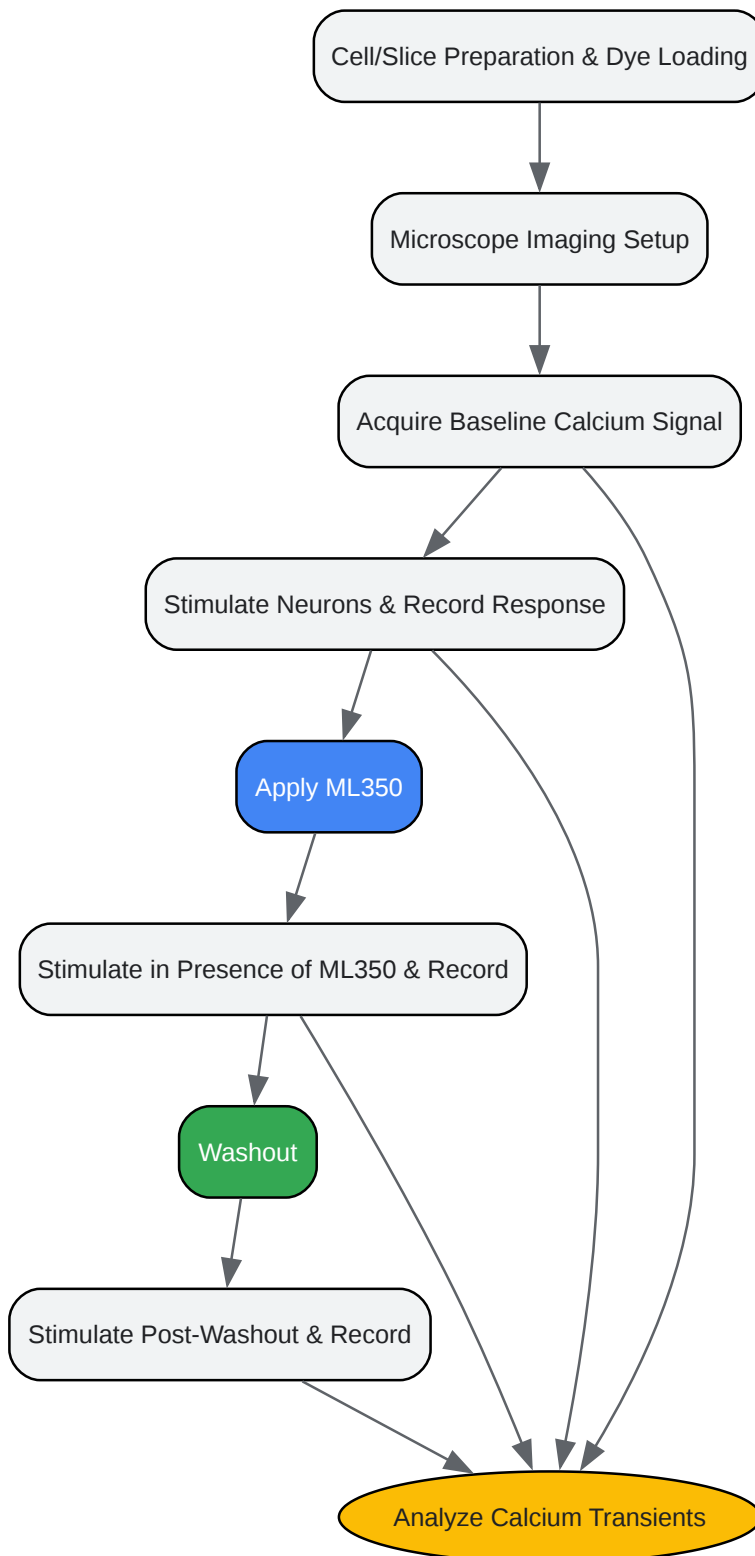 Cell/Slice Preparation & Dye Loading
Microscope Imaging Setup
Acquire Baseline Calcium Signal
Stimulate Neurons & Record Response
Apply ML350
Stimulate in Presence of ML350 & Record
Washout
Stimulate Post-Washout & Record
Analyze Calcium Transients